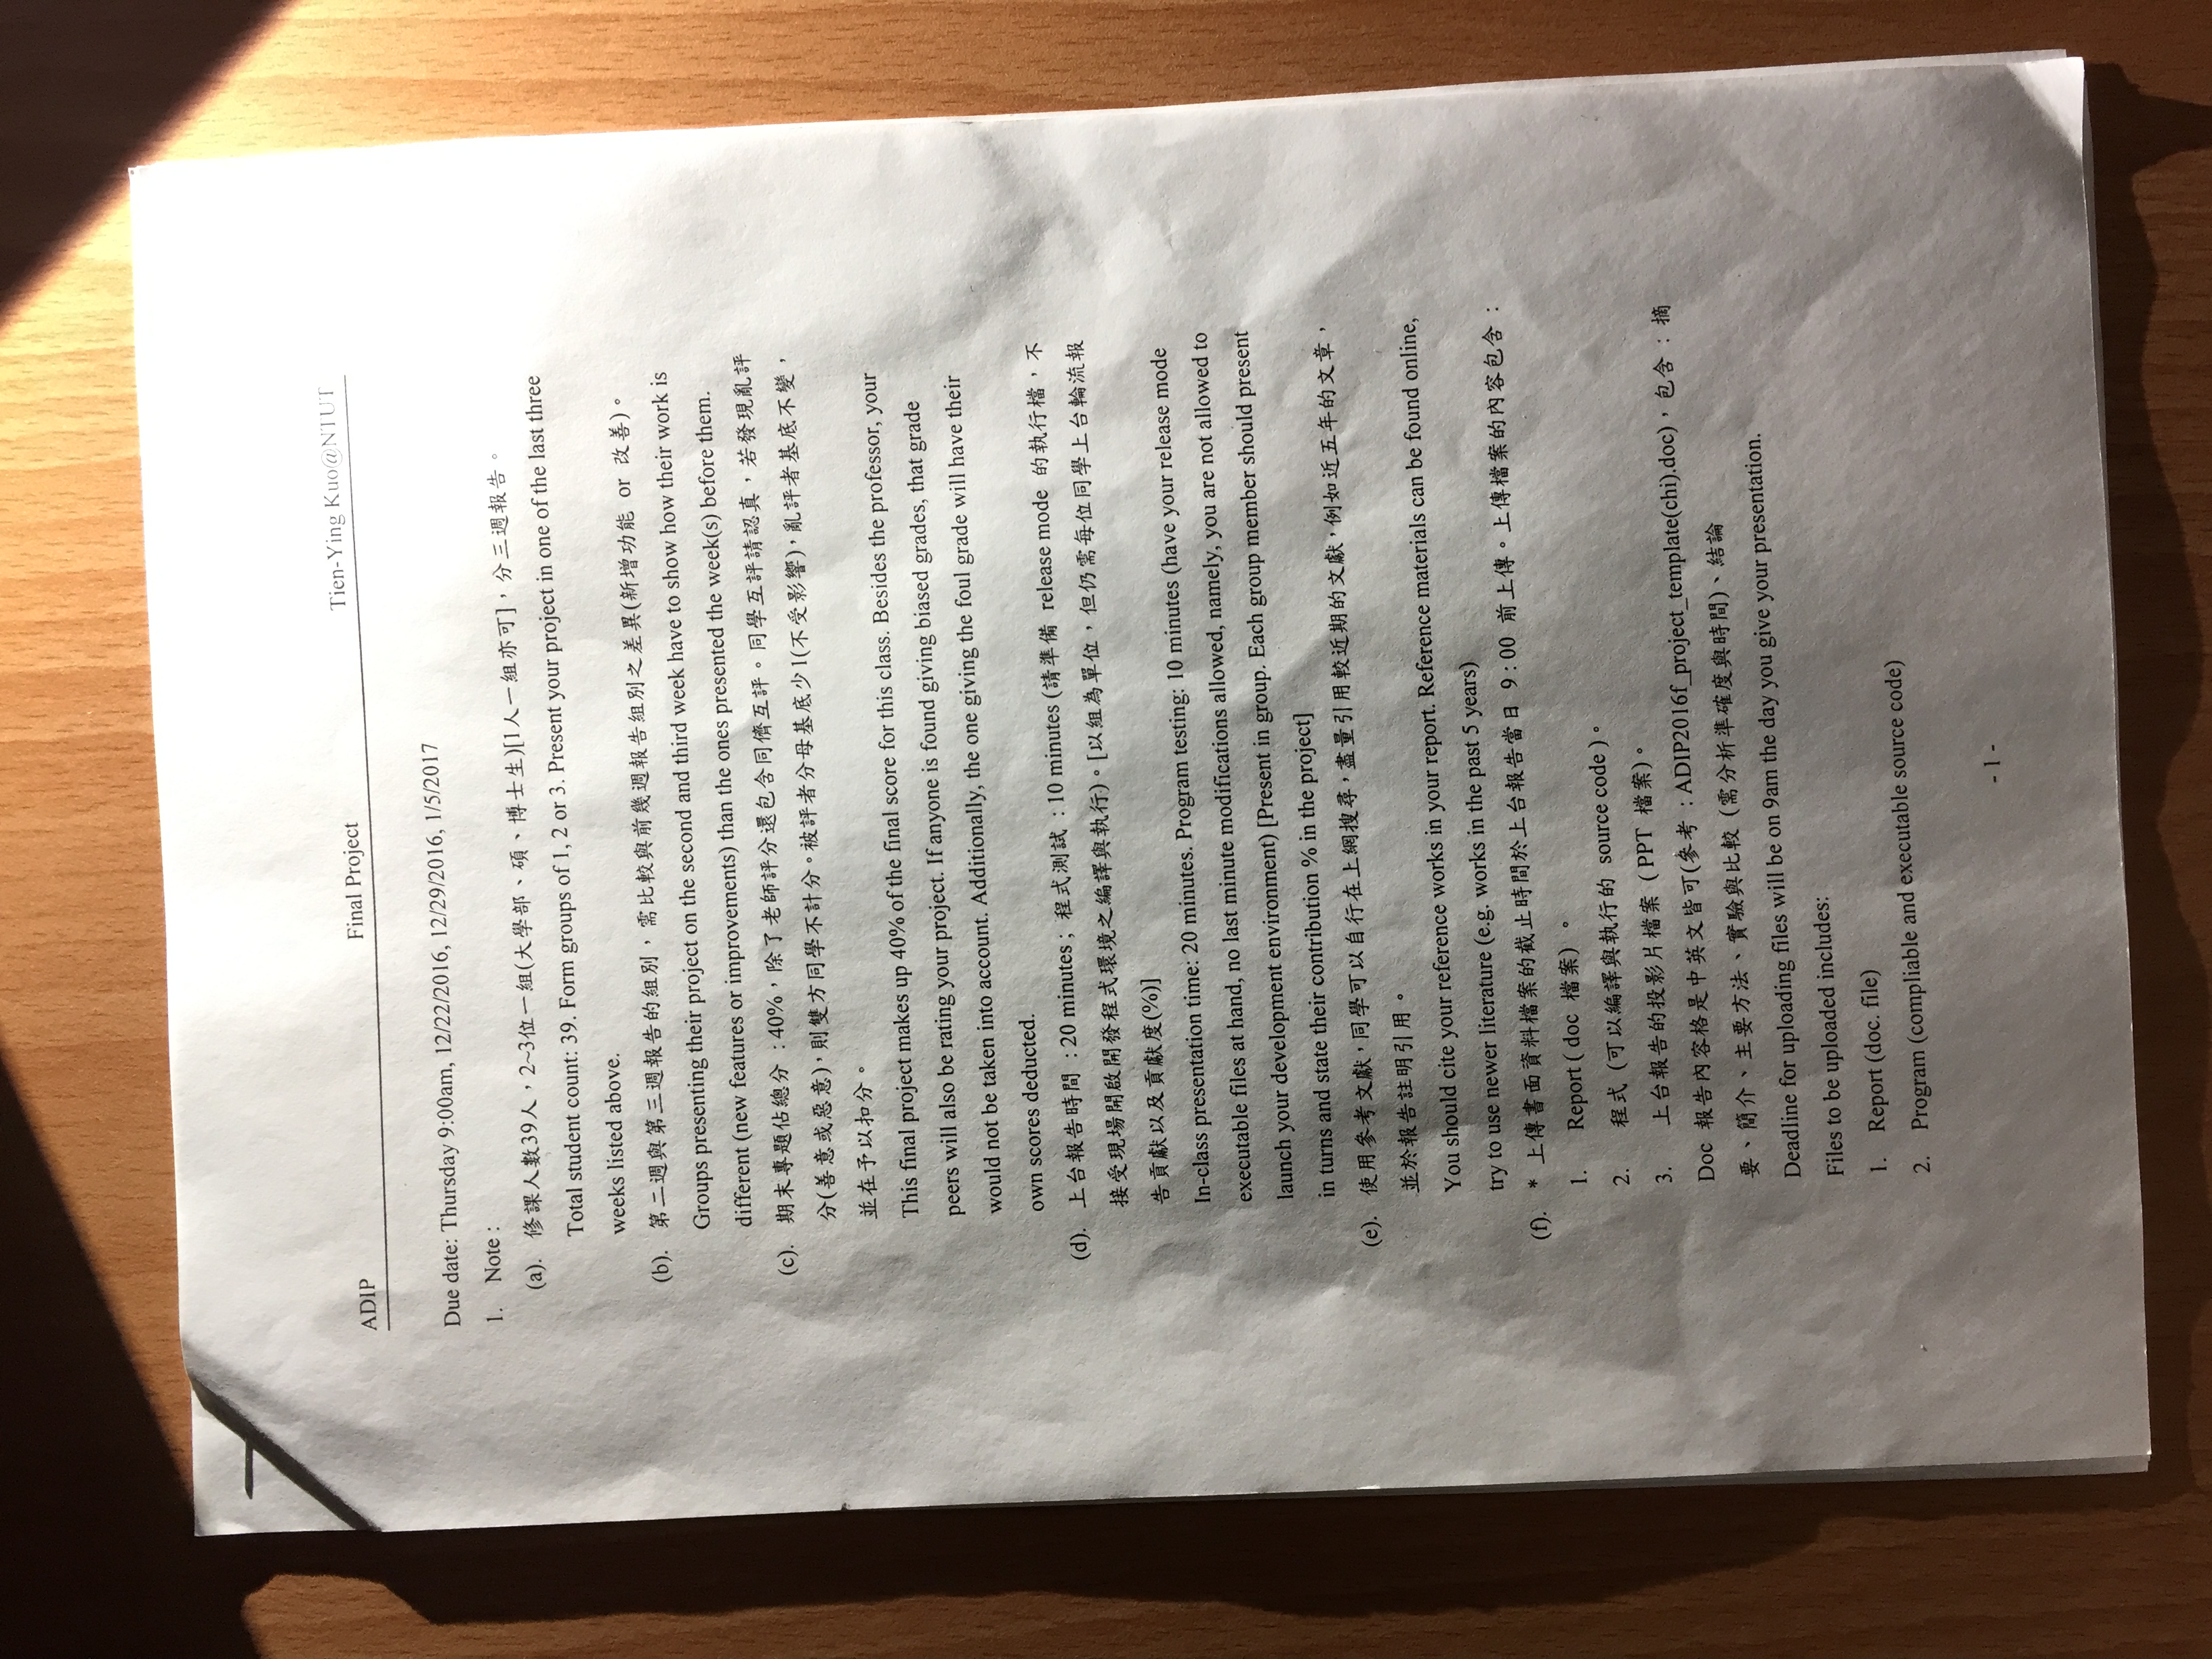 ADIP Final Project Tien-Ying Kuo@NTUT
Due date: Thursday 9:00am, 12/22/2016, 12/29/2016, 1/5/2017
1. Note :
(a). 修課人數39人，2~3位一組(大學部、碩、博士生)[1人一組亦可]，分三週報告。
Total student count: 39. Form groups of 1, 2 or 3. Present your project in one of the last three
weeks listed above.
(b). 第二週與第三週報告的組別，需比較與前幾週報告組別之差異(新增功能 or 改善)。
Groups presenting their project on the second and third week have to show how their work is
different (new features or improvements) than the ones presented the week(s) before them.
(c). 期末專題佔總分 : 40%，除了老師評分還包含同儕互評。同學互評請認真，若發現亂評
分(善意或惡意)，則雙方同學不計分。被評者分母基底少1(不受影響)，亂評者基底不變，
並在予以扣分。
This final project makes up 40% of the final score for this class. Besides the professor, your
peers will also be rating your project. If anyone is found giving biased grades, that grade
would not be taken into account. Additionally, the one giving the foul grade will have their
own scores deducted.
(d). 上台報告時間 : 20 minutes ; 程式測試 : 10 minutes (請準備 release mode 的執行檔，不
接受現場開啟開發程式環境之編譯與執行)。[以組為單位，但仍需每位同學上台輪流報
告貢獻以及貢獻度(%)]
In-class presentation time: 20 minutes. Program testing: 10 minutes (have your release mode
executable files at hand, no last minute modifications allowed, namely, you are not allowed to
launch your development environment) [Present in group. Each group member should present
in turns and state their contribution % in the project]
(e). 使用參考文獻，同學可以自行在上網搜尋，盡量引用較近期的文獻，例如近五年的文章，
並於報告註明引用。
You should cite your reference works in your report. Reference materials can be found online,
try to use newer literature (e.g. works in the past 5 years)
(f). * 上傳書面資料檔案的截止時間於上台報告當日 9 : 00 前上傳。上傳檔案的內容包含 :
1. Report ( doc 檔案) 。
2. 程式 (可以編譯與執行的 source code )。
3. 上台報告的投影片檔案 ( PPT 檔案)。
Doc 報告內容格是中英文皆可(參考 : ADIP2016f_project_template(chi).doc)，包含 : 摘
要、簡介、主要方法、實驗與比較 (需分析準確度與時間)、結論
Deadline for uploading files will be on 9am the day you give your presentation.
Files to be uploaded includes:
1. Report (doc. file)
2. Program (compliable and executable source code)
- 1 -